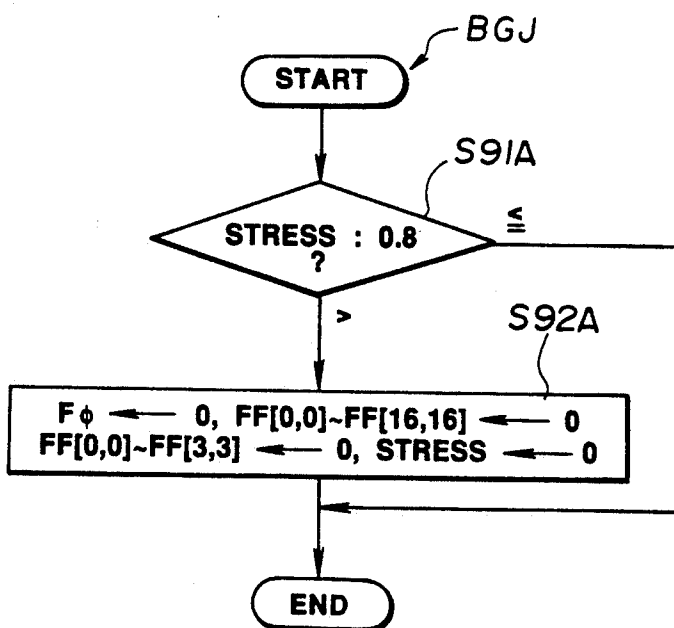 BGJ
START
S91A
STRESS : 0.8
?
≦
>
S92A
Fφ ← 0, FF[0,0]~FF[16,16] ← 0
FF[0,0]~FF[3,3] ← 0, STRESS ← 0
END